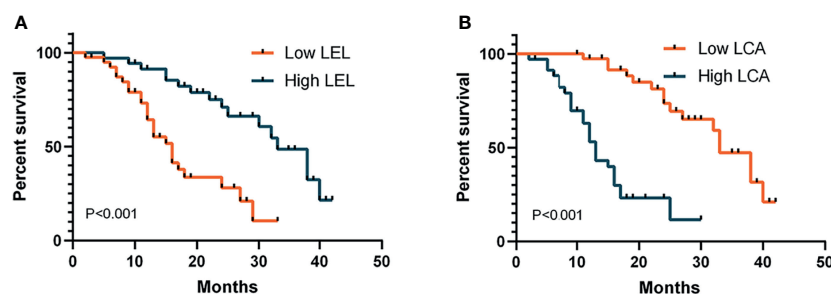 A
Low LEL
High LEL
Percent survival
100
50
0
P<0.001
0 10 20 30 40 50
Months
B
Low LCA
High LCA
Percent survival
100
50
0
P<0 001
0 10 20 30 40 50
Months